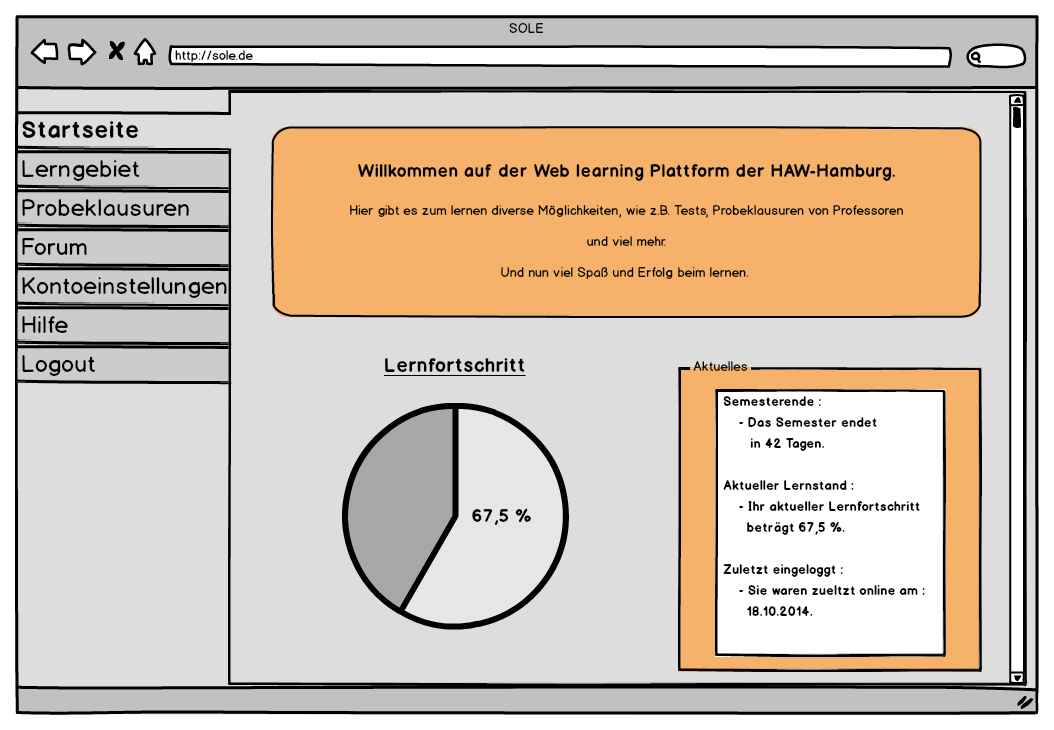 SOLE
http://sole.de
Startseite
Lerngebiet
Probeklausuren
Forum
Kontoeinstellungen
Hilfe
Logout
Willkommen auf der Web learning Plattform der HAW-Hamburg.
Hier gibt es zum lernen diverse Möglichkeiten, wie z.B. Tests, Probeklausuren von Professoren
und viel mehr.
Und nun viel Spaß und Erfolg beim lernen.
Lernfortschritt
67,5 %
Aktuelles
Semesterende :
- Das Semester endet
in 42 Tagen.
Aktueller Lernstand :
- Ihr aktueller Lernfortschritt
beträgt 67,5 %.
Zuletzt eingeloggt :
- Sie waren zueltzt online am :
18.10.2014.